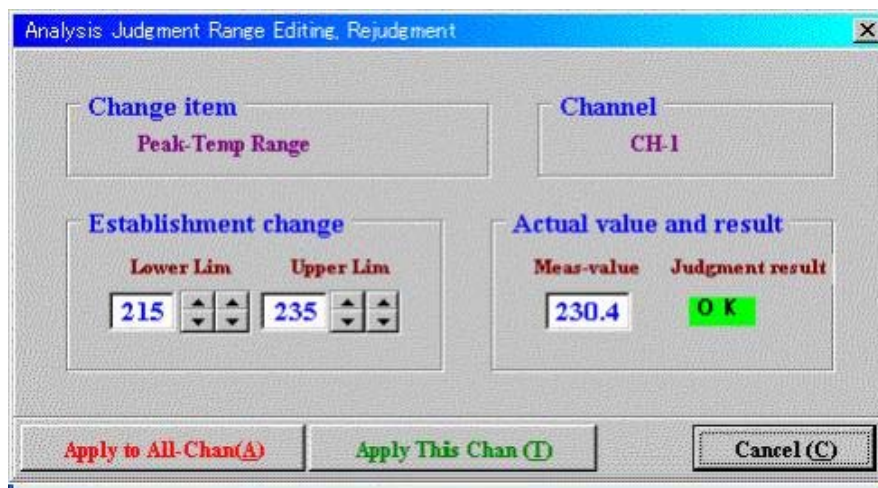 Analysis Judgment Range Editing, Rejudgment
Change item
Peak-Temp Range
Channel
CH-1
Establishment change
Lower Lim Upper Lim
215 235
Actual value and result
Meas-value Judgment result
230.4 O K
Apply to All-Chan(A) Apply This Chan (T) Cancel (C)